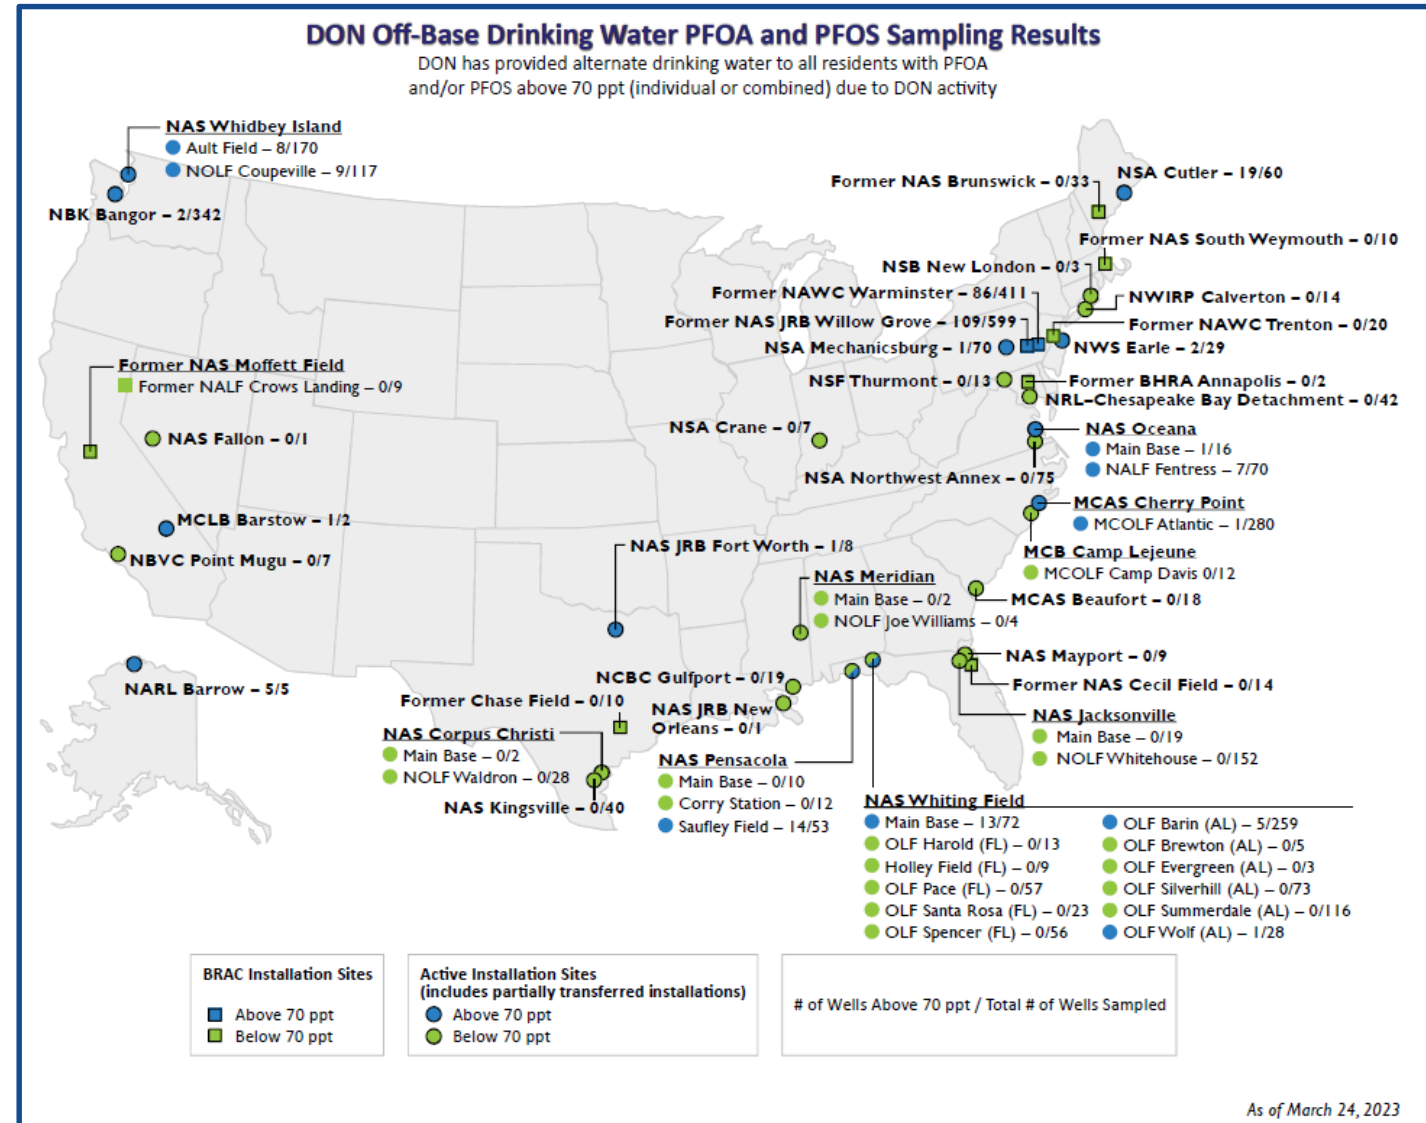 DON Off-Base Drinking Water PFOA and PFOS Sampling Results
DON has provided alternate drinking water to all residents with PFOA
and/or PFOS above 70 ppt (individual or combined) due to DON activity
NAS Whidbey Island
Ault Field – 8/170
NOLF Coupeville – 9/117
NBK Bangor – 2/342
Former NAS Brunswick – 0/33
NSA Cutler – 19/60
Former NAS South Weymouth – 0/10
NSB New London – 0/3
Former NAWC Warminster – 86/411
NWIRP Calverton – 0/14
Former NAS JRB Willow Grove – 109/599
Former NAWC Trenton – 0/20
NSA Mechanicsburg – 1/70
NWS Earle – 2/29
NSF Thurmont – 0/13
Former BHRA Annapolis – 0/2
NRL–Chesapeake Bay Detachment – 0/42
Former NAS Moffett Field
Former NALF Crows Landing – 0/9
NAS Fallon – 0/1
NSA Crane – 0/7
NAS Oceana
Main Base – 1/16
NALF Fentress – 7/70
NSA Northwest Annex – 0/75
MCAS Cherry Point
MCOLF Atlantic – 1/280
MCLB Barstow – 1/2
NBVC Point Mugu – 0/7
NAS JRB Fort Worth – 1/8
MCB Camp Lejeune
MCOLF Camp Davis 0/12
NAS Meridian
Main Base – 0/2
NOLF Joe Williams – 0/4
MCAS Beaufort – 0/18
NARL Barrow – 5/5
NCBC Gulfport – 0/19
NAS Mayport – 0/9
Former NAS Cecil Field – 0/14
Former Chase Field – 0/10
NAS JRB New
Orleans – 0/1
NAS Jacksonville
Main Base – 0/19
NOLF Whitehouse – 0/152
NAS Corpus Christi
Main Base – 0/2
NOLF Waldron – 0/28
NAS Kingsville – 0/40
NAS Pensacola
Main Base – 0/10
Corry Station – 0/12
Saufley Field – 14/53
NAS Whiting Field
Main Base – 13/72
OLF Harold (FL) – 0/13
Holley Field (FL) – 0/9
OLF Pace (FL) – 0/57
OLF Santa Rosa (FL) – 0/23
OLF Spencer (FL) – 0/56
OLF Barin (AL) – 5/259
OLF Brewton (AL) – 0/5
OLF Evergreen (AL) – 0/3
OLF Silverhill (AL) – 0/73
OLF Summerdale (AL) – 0/116
OLF Wolf (AL) – 1/28
BRAC Installation Sites
Above 70 ppt
Below 70 ppt
Active Installation Sites
(includes partially transferred installations)
Above 70 ppt
Below 70 ppt
# of Wells Above 70 ppt / Total # of Wells Sampled
As of March 24, 2023